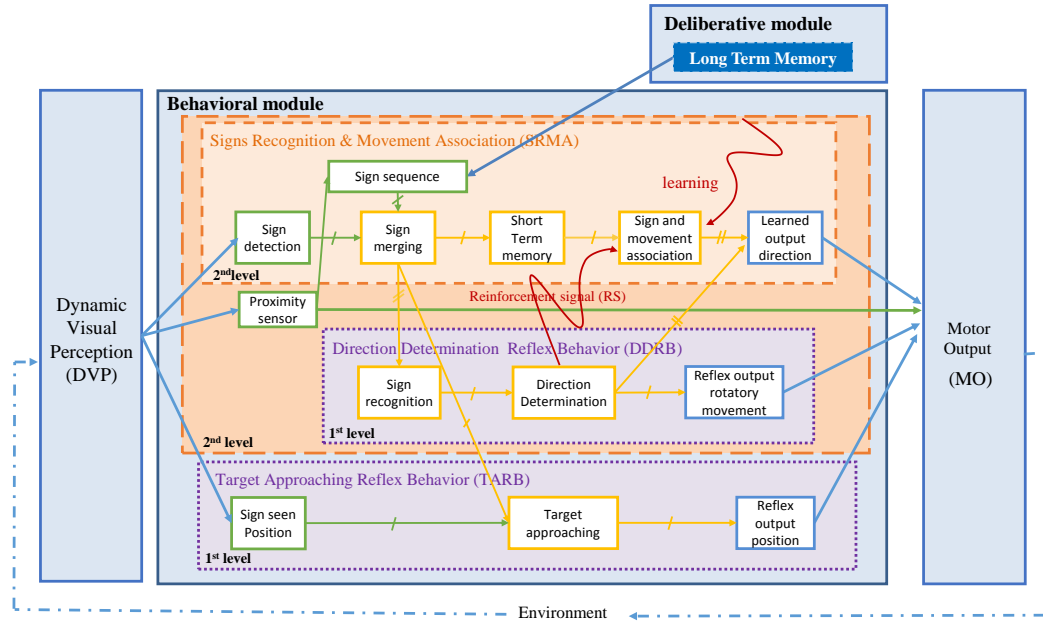 Deliberative module
Long Term Memory
Behavioral module
Signs Recognition & Movement Association (SRMA)
Sign sequence
learning
Sign
detection
Sign
merging
Short
Term
memory
Sign and
movement
association
Learned
output
direction
2nd level
Proximity
sensor
Reinforcement signal (RS)
Dynamic
Visual
Perception
(DVP)
Motor
Output
(MO)
Direction Determination Reflex Behavior (DDRB)
Sign
recognition
Direction
Determination
Reflex output
rotatory
movement
1st level
2nd level
Target Approaching Reflex Behavior (TARB)
Sign seen
Position
Target
approaching
Reflex
output
position
1st level
Environment